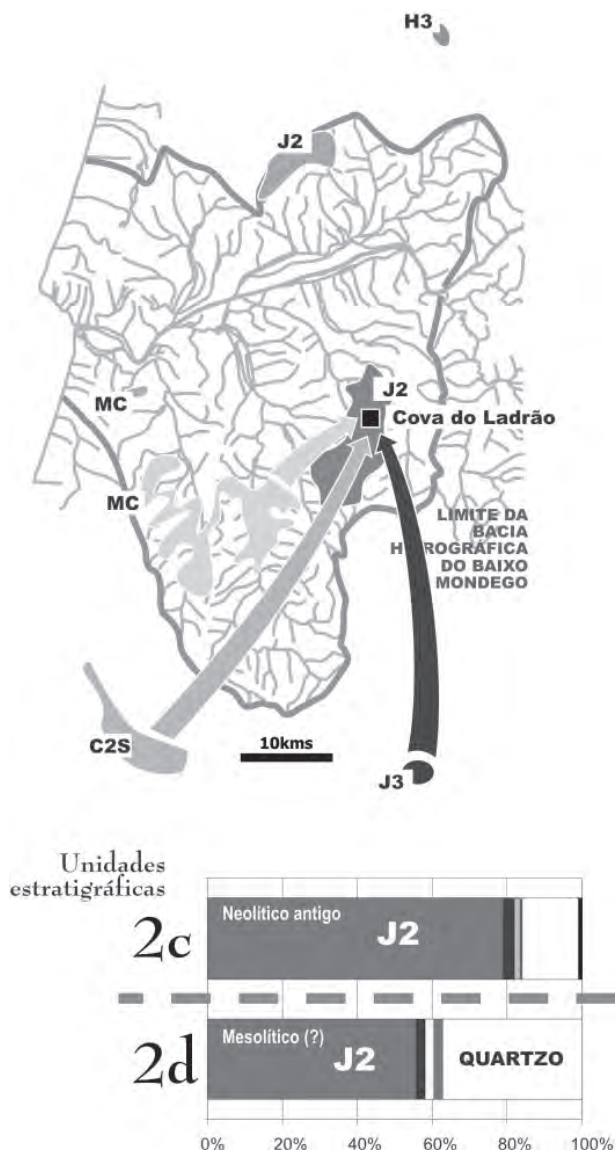 H3
J2
J2
MC
Cova do Ladrão
MC
LIMITE DA
BACIA
H ROGRÁFICA
DO BAIXO
MONDEGO
10kms
C2S
J3
Unidades
estratigráficas
2c
Neolítico antigo
J2
2d
Mesolítico (?)
J2
QUARTZO
0% 20% 40% 60% 80% 100%